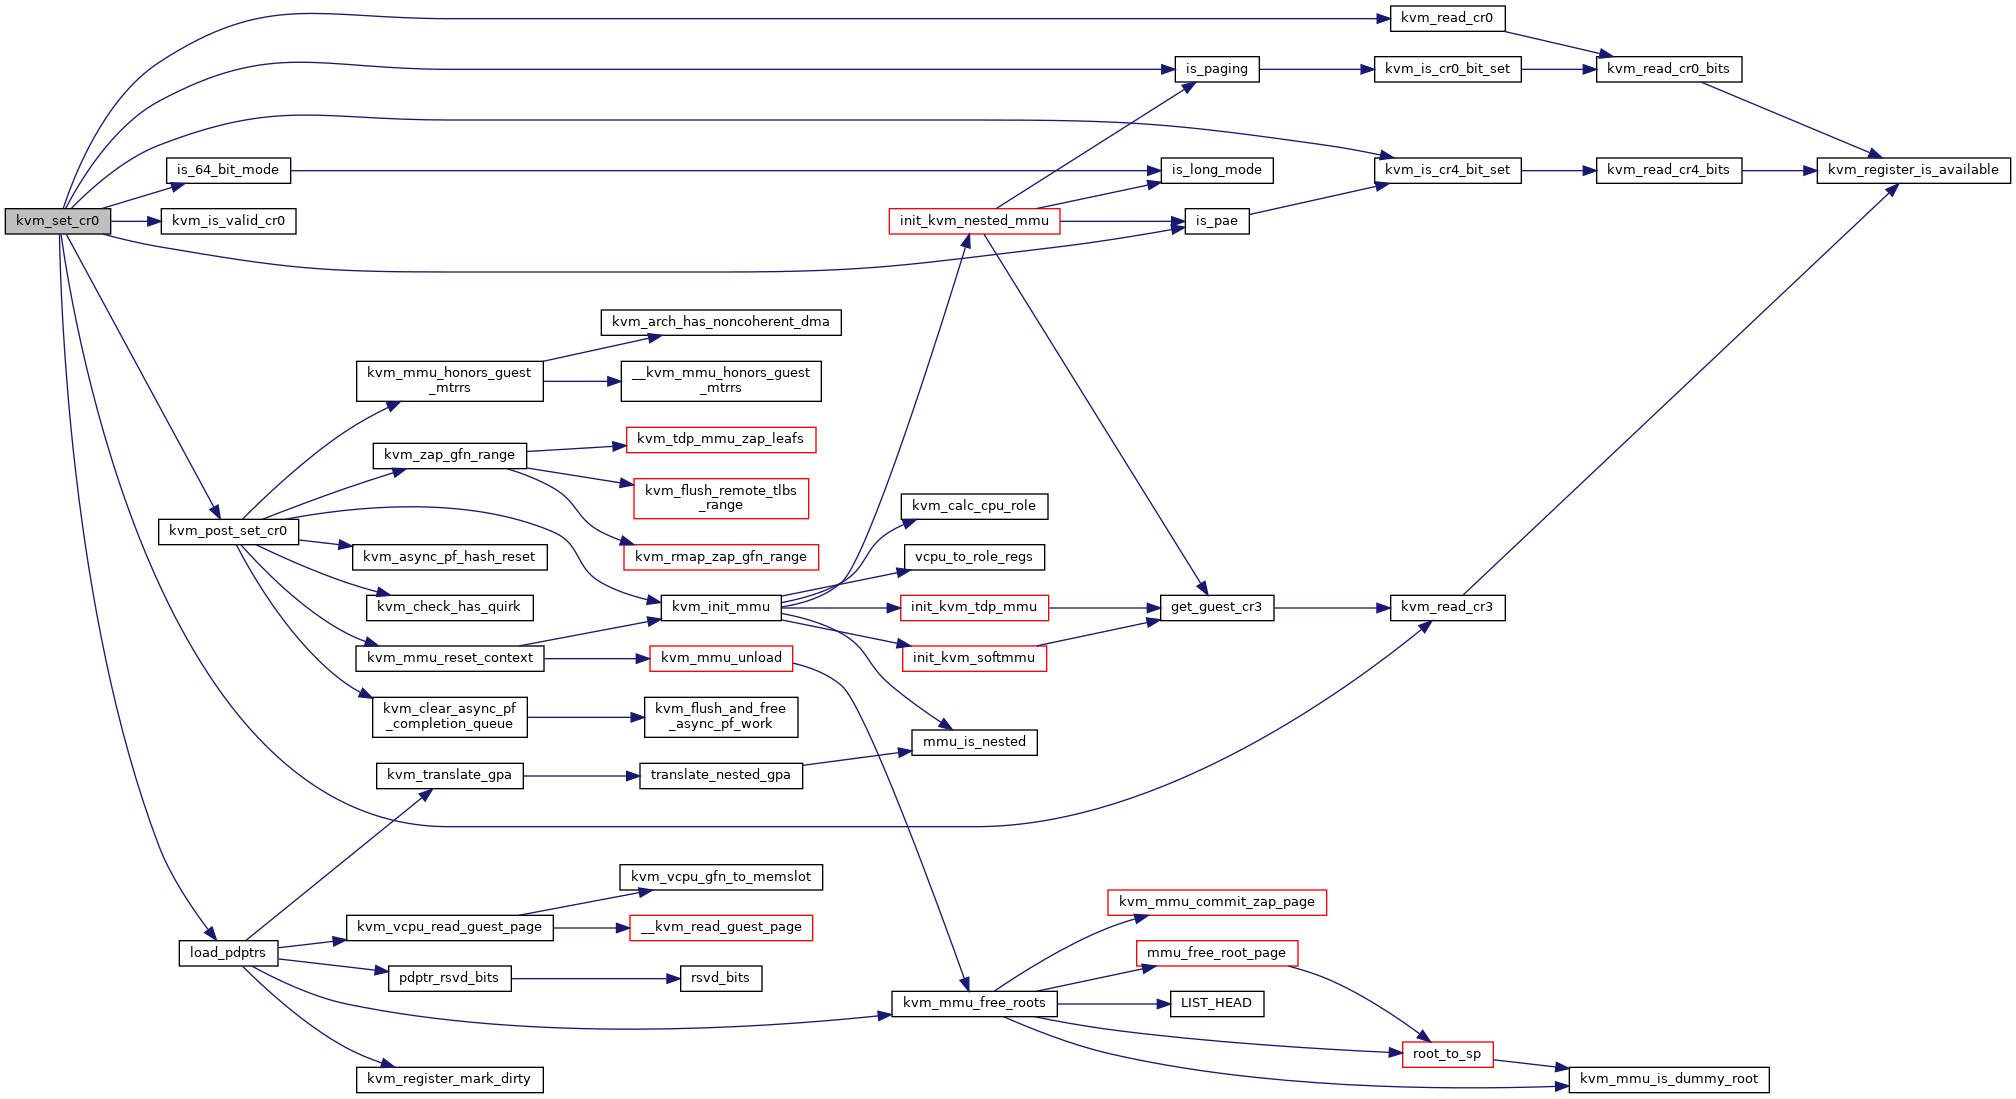 kvm_read_cr0
is_paging
kvm_is_cr0_bit_set
kvm_read_cr0_bits
is_64_bit_mode
is_long_mode
kvm_is_cr4_bit_set
kvm_read_cr4_bits
kvm_register_is_available
kvm_set_cr0
kvm_is_valid_cr0
init_kvm_nested_mmu
is_pae
kvm_arch_has_noncoherent_dma
kvm_mmu_honors_guest
_mtrrs
__kvm_mmu_honors_guest
_mtrrs
kvm_tdp_mmu_zap_leafs
kvm_zap_gfn_range
kvm_flush_remote_tlbs
_range
kvm_calc_cpu_role
kvm_post_set_cr0
kvm_async_pf_hash_reset
kvm_rmap_zap_gfn_range
vcpu_to_role_regs
kvm_check_has_quirk
kvm_init_mmu
init_kvm_tdp_mmu
get_guest_cr3
kvm_read_cr3
kvm_mmu_reset_context
kvm_mmu_unload
init_kvm_softmmu
kvm_clear_async_pf
_completion_queue
kvm_flush_and_free
_async_pf_work
mmu_is_nested
kvm_translate_gpa
translate_nested_gpa
kvm_vcpu_gfn_to_memslot
kvm_mmu_commit_zap_page
kvm_vcpu_read_guest_page
__kvm_read_guest_page
load_pdptrs
mmu_free_root_page
pdptr_rsvd_bits
rsvd_bits
kvm_mmu_free_roots
LIST_HEAD
root_to_sp
kvm_register_mark_dirty
kvm_mmu_is_dummy_root